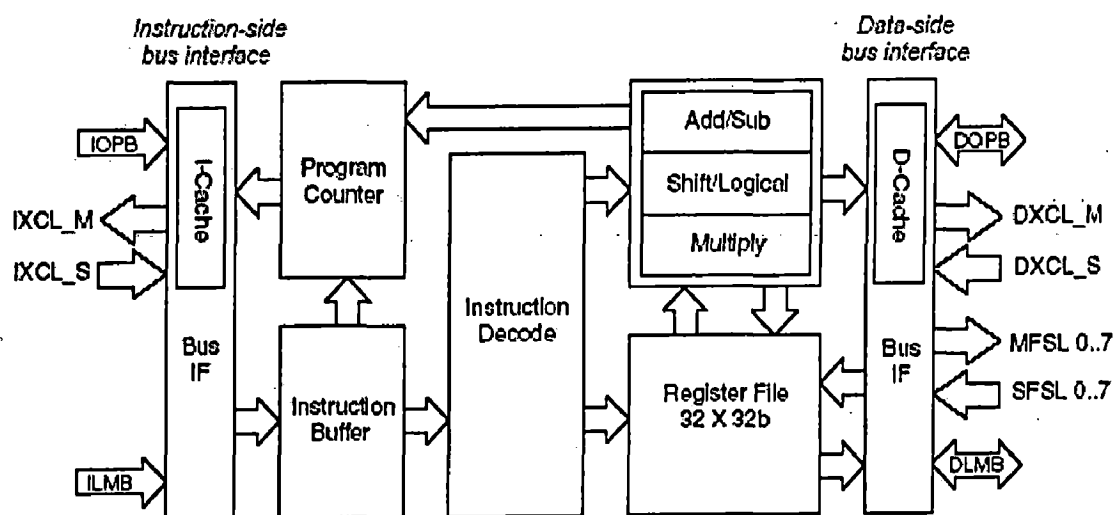 Instruction-side
bus interface
Data-side
bus interface
IOPB
I-Cache
Program
Counter
Add/Sub
Shift/Logical
Multiply
D-Cache
DOPB
IXCL_M
IXCL_S
DXCL_M
DXCL_S
Bus
IF
Instruction
Buffer
Instruction
Decode
Register File
32 X 32b
Bus
IF
MFSL 0..7
SFSL 0..7
ILMB
DLMB